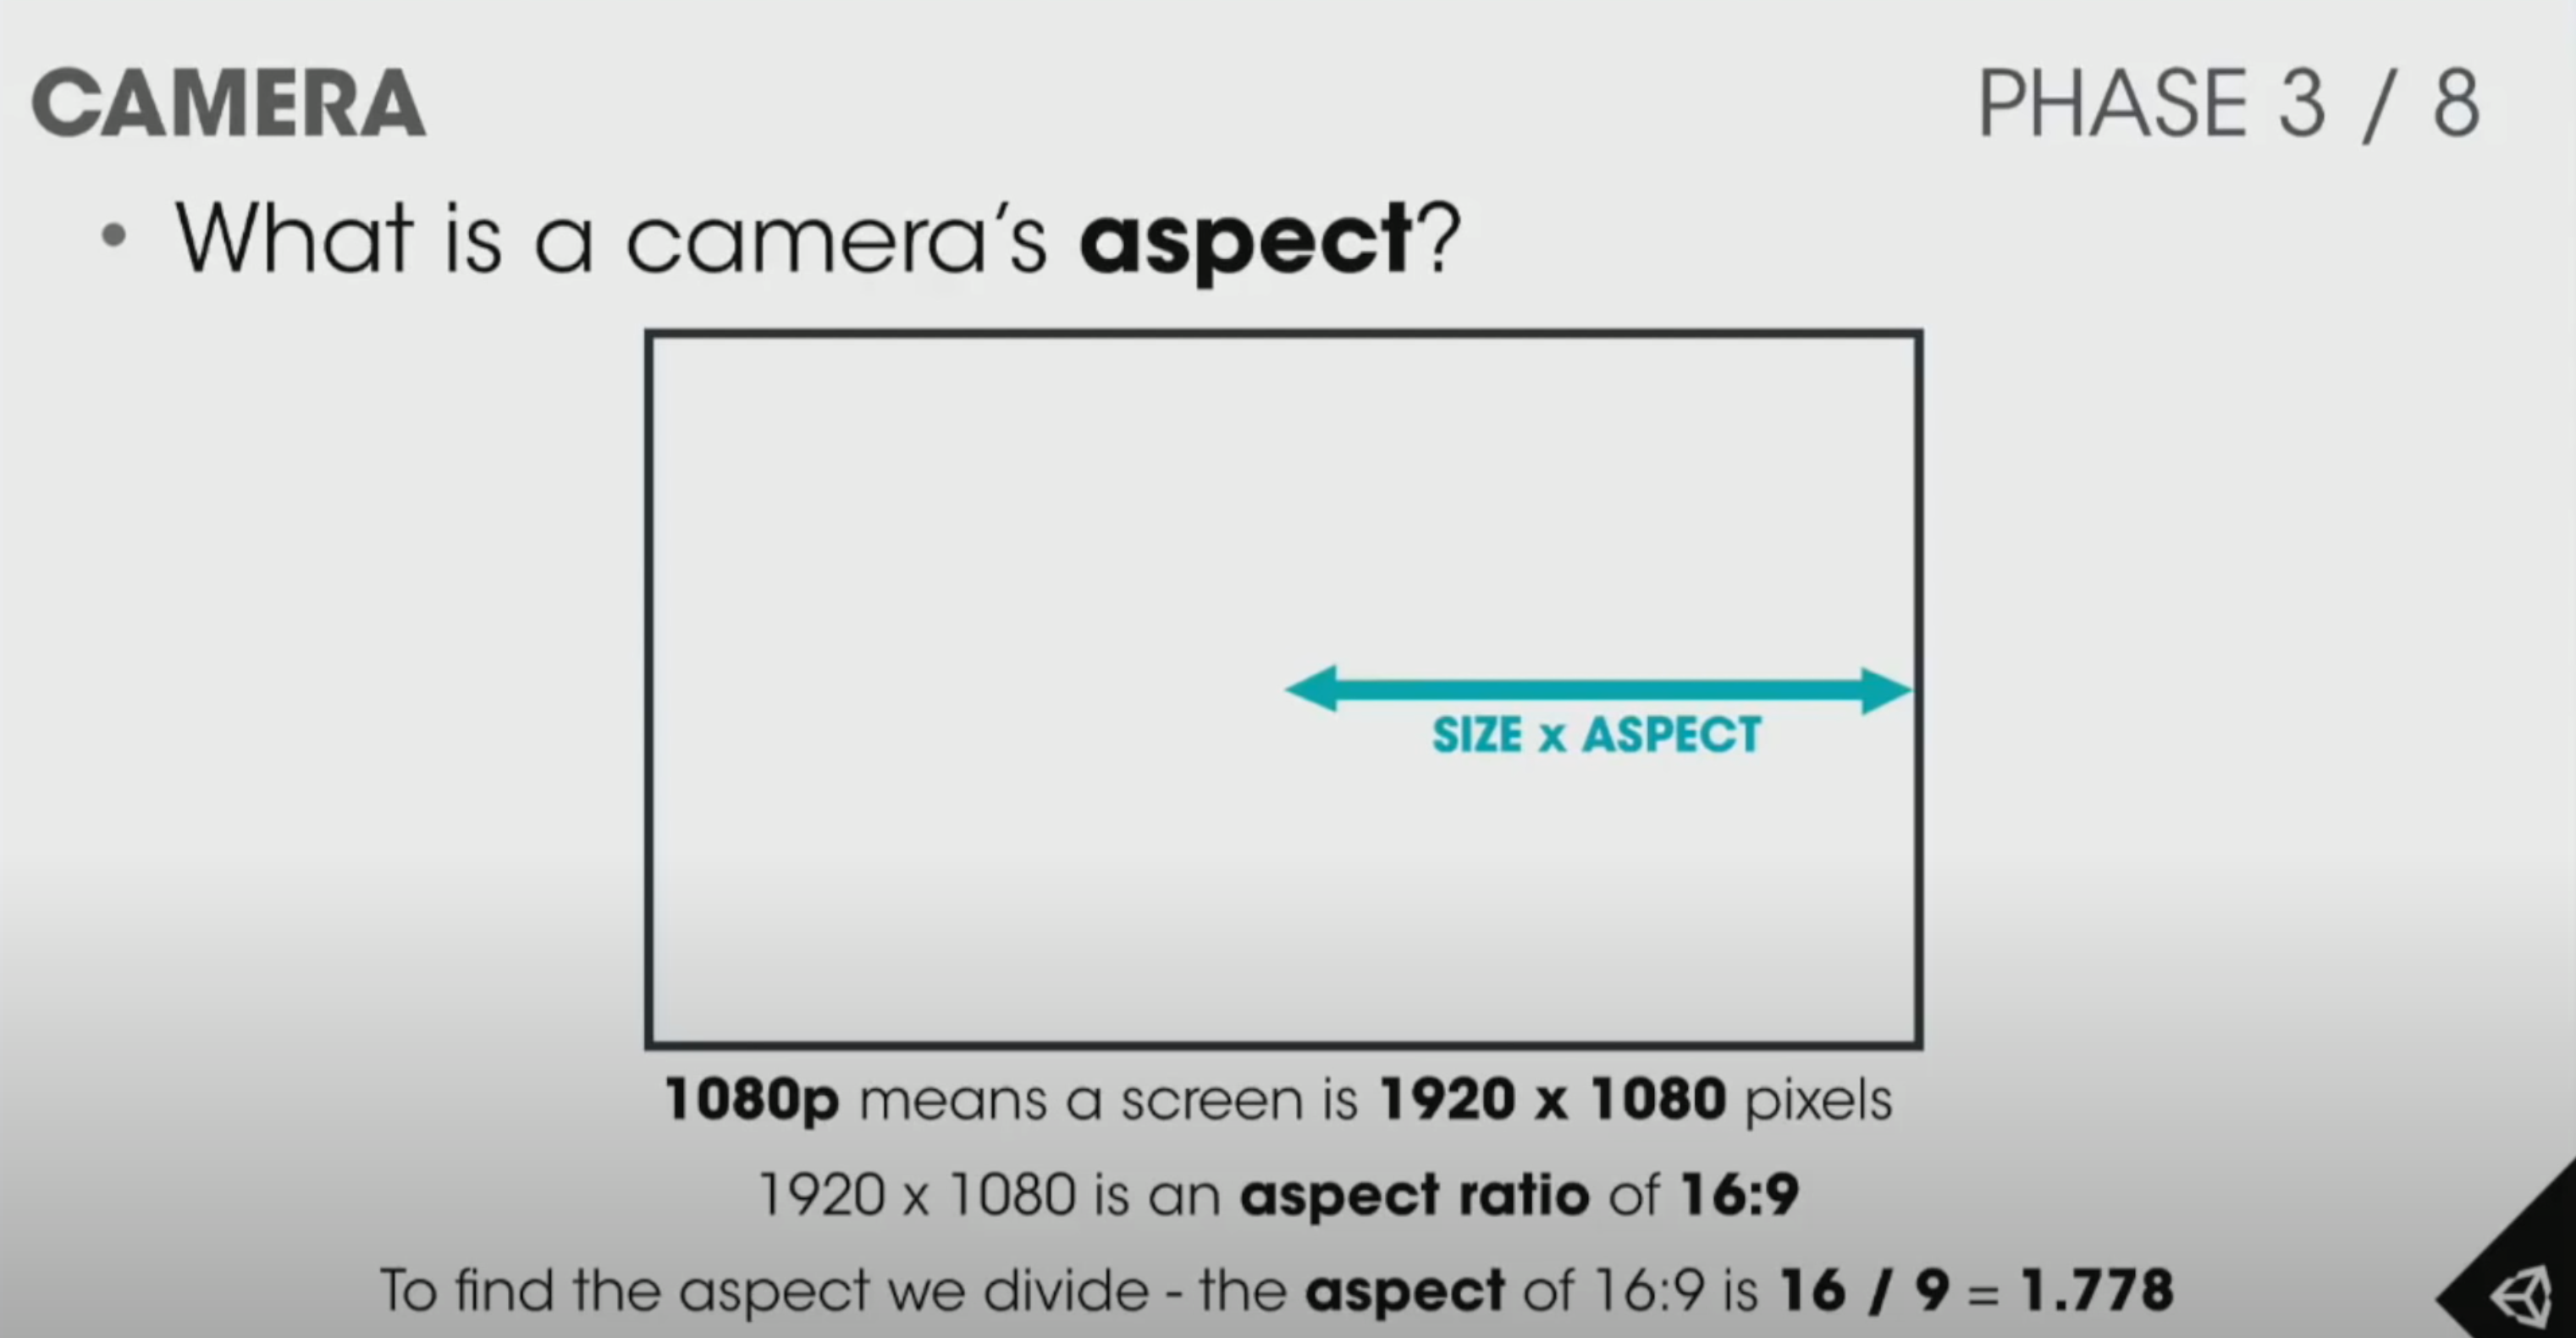 CAMERA
PHASE 3 / 8
• What is a camera's aspect?
SIZE x ASPECT
1080p means a screen is 1920 x 1080 pixels
1920 x 1080 is an aspect ratio of 16:9
To find the aspect we divide - the aspect of 16:9 is 16 / 9 = 1.778